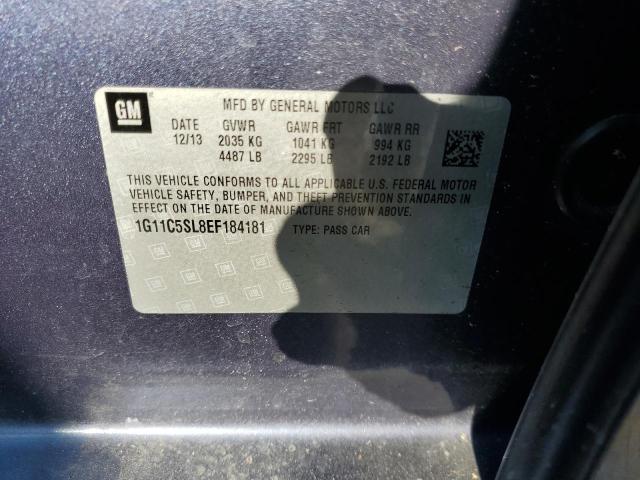 GM
MFD BY GENERAL MOTORS LLC
DATE GVWR GAWR FRT GAWR RR
12/13 2035 KG 1041 KG 994 KG
4487 LB 2295 LB 2192 LB
THIS VEHICLE CONFORMS TO ALL APPLICABLE U.S. FEDERAL MOTOR
VEHICLE SAFETY, BUMPER, AND THEFT PREVENTION STANDARDS IN
EFFECT ON THE DATE OF MANUFACTURE SHOWN ABOVE.
1G11C5SL8EF184181 TYPE: PASS CAR